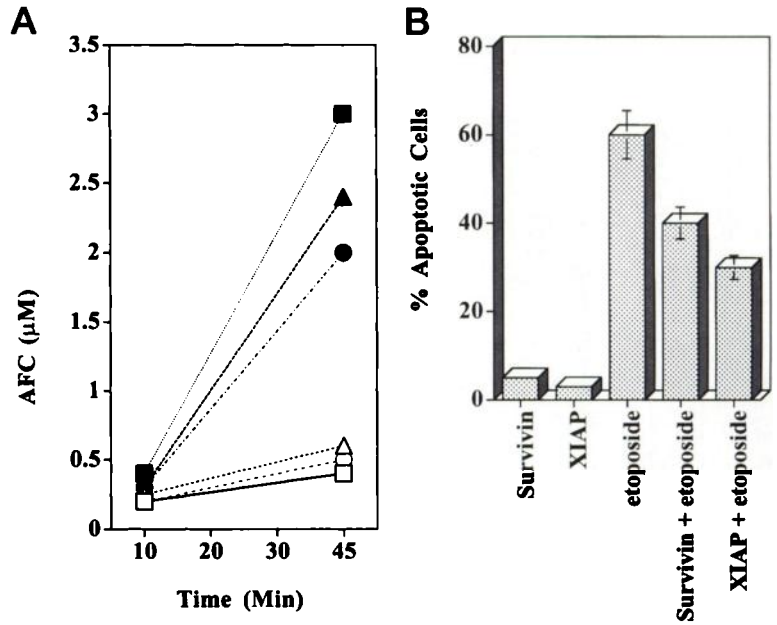 A
3.5
3
2.5
2
1.5
1
0.5
0
AFC (μM)
10 20 30 45
Time (Min)
B
80
60
40
20
0
% Apoptotic Cells
Survivin
XIAP
etoposide
Survivin + etoposide
XIAP + etoposide